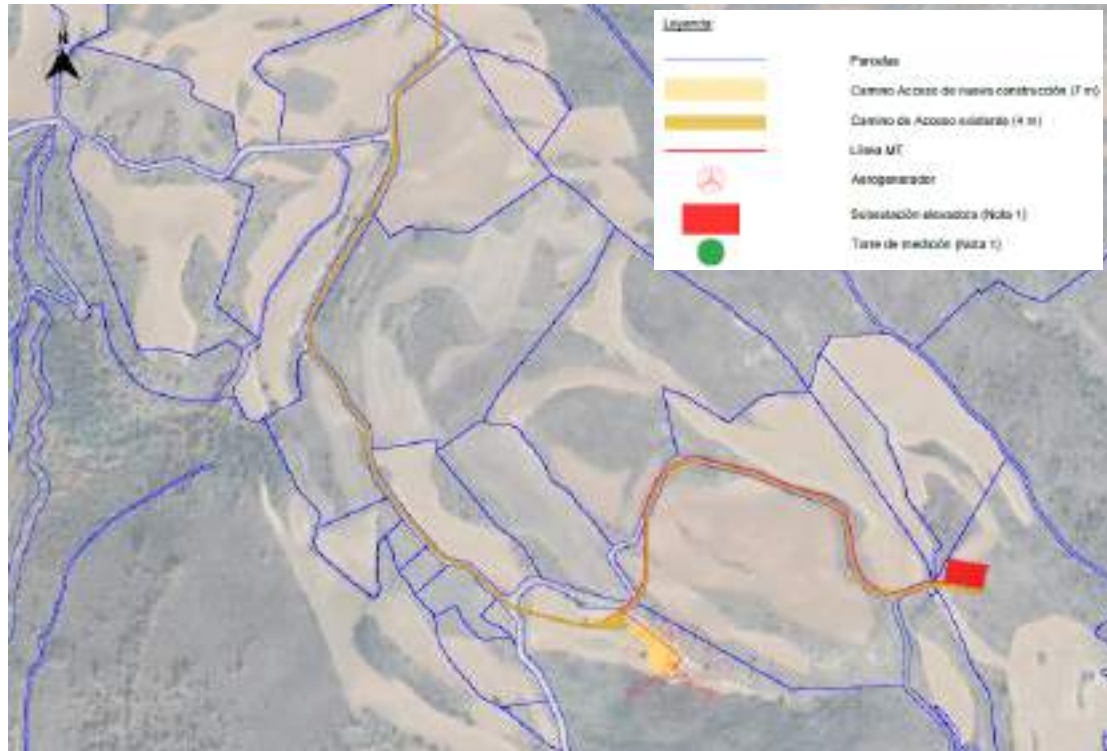 N
Leyenda:
Parcelas
Camino Acceso de nueva construcción (7 m)
Camino de Acceso existente (4 m)
Línea MT
Aerogenerador
Subestación elevadora (Nota 1)
Torre de medición (Nota 1)